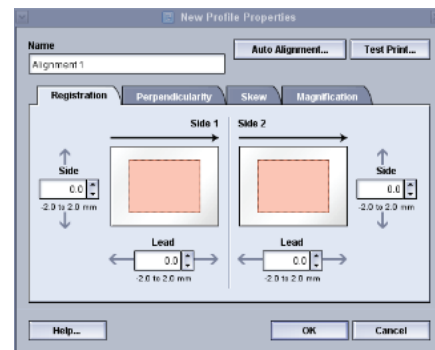 New Profile Properties
Name
Auto Alignment...
Test Print...
Alignment 1
Registration
Perpendicularity
Skew
Magnification
Side 1
Side 2
Side
0.0
-2.0 to 2.0 mm
Side
0.0
-2.0 to 2.0 mm
Lead
0.0
-2.0 to 2.0 mm
Lead
0.0
-2.0 to 2.0 mm
Help...
OK
Cancel